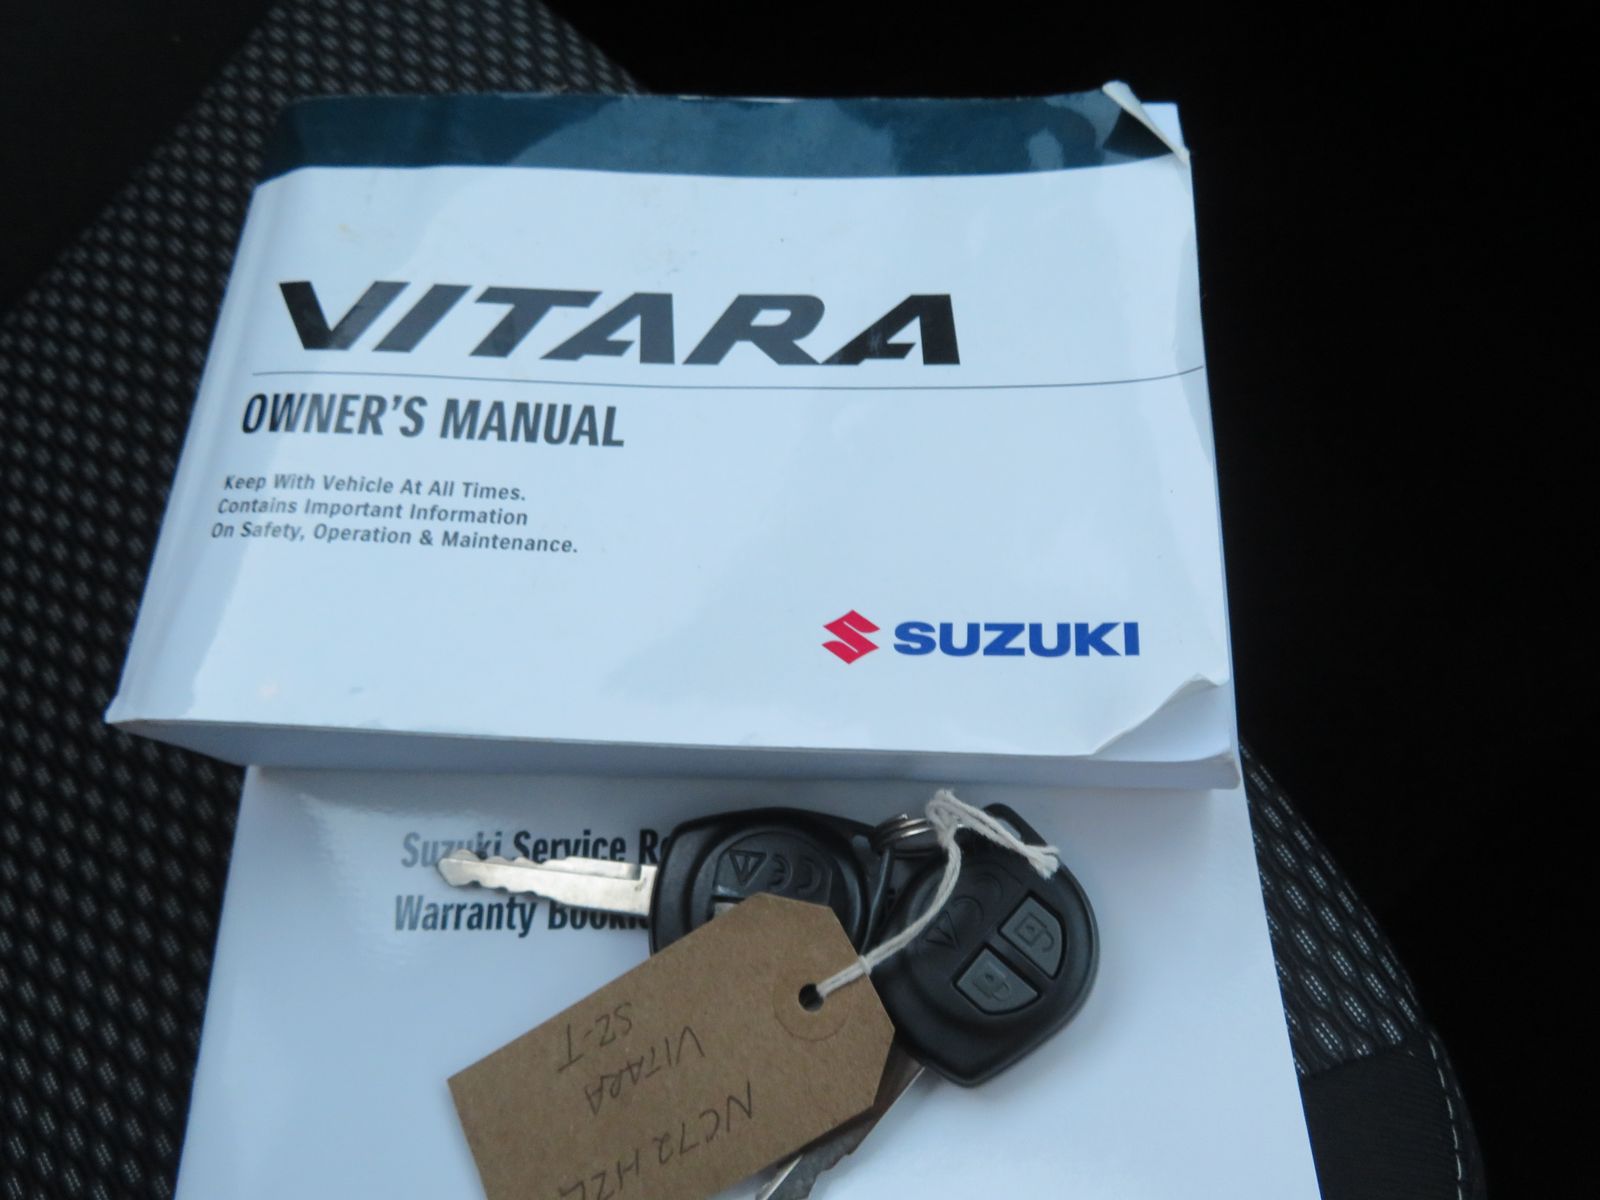 VITARA
OWNER'S MANUAL
Keep With Vehicle At All Times.
Contains Important Information
On Safety, Operation & Maintenance.
SUZUKI
Suzuki Service
Warranty
NC72
VITARA
SZ-T